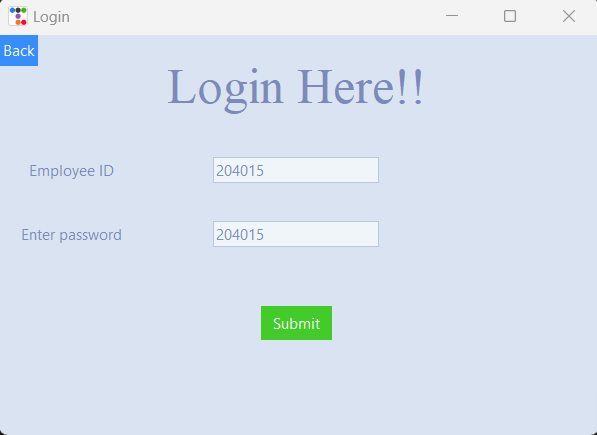 Login
Back
Login Here!!
Employee ID 204015
Enter password 204015
Submit